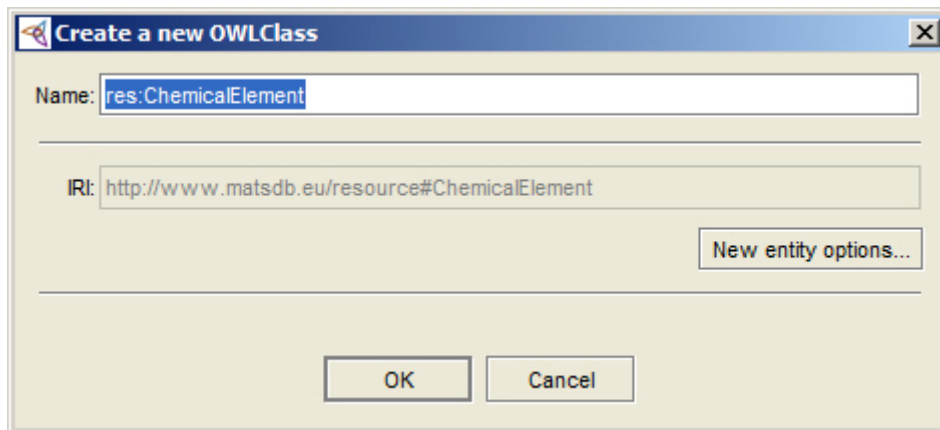 Create a new OWLClass
Name: res:ChemicalElement
IRI: http://www.matsdb.eu/resource#ChemicalElement
New entity options...
OK Cancel